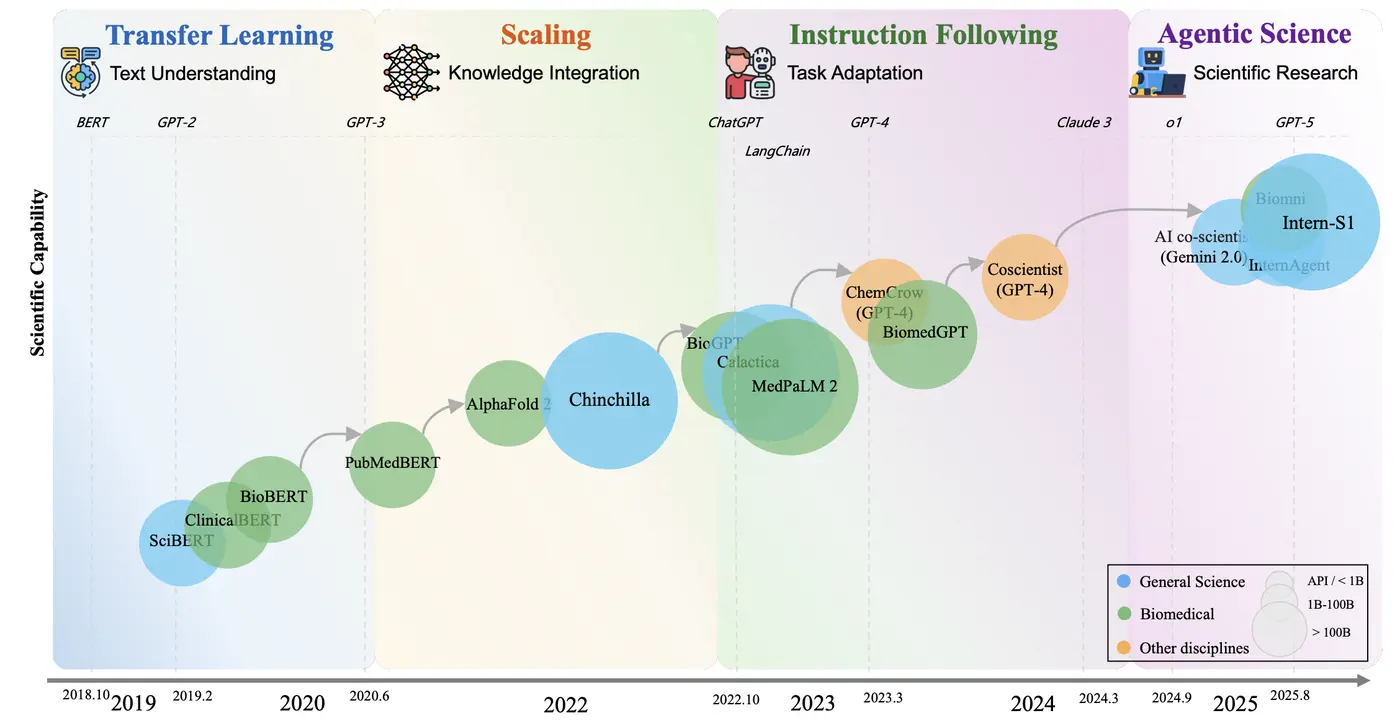 Transfer Learning
Text Understanding
Scaling
Knowledge Integration
Instruction Following
Task Adaptation
Agentic Science
Scientific Research
BERT
GPT-2
GPT-3
ChatGPT
LangChain
GPT-4
Claude 3
o1
GPT-5
Scientific Capability
SciBERT
ClinicalBERT
BioBERT
PubMedBERT
AlphaFold 2
Chinchilla
BioGPT
Calactica
MedPaLM 2
ChemCrow
(GPT-4)
BiomedGPT
Coscientist
(GPT-4)
AI co-scientis
(Gemini 2.0)
Biomni
Intern-S1
InternAgent
General Science
Biomedical
Other disciplines
API / < 1B
1B-100B
> 100B
2018.10
2019
2019.2
2020
2020.6
2022
2022.10
2023
2023.3
2024
2024.3
2024.9
2025
2025.8